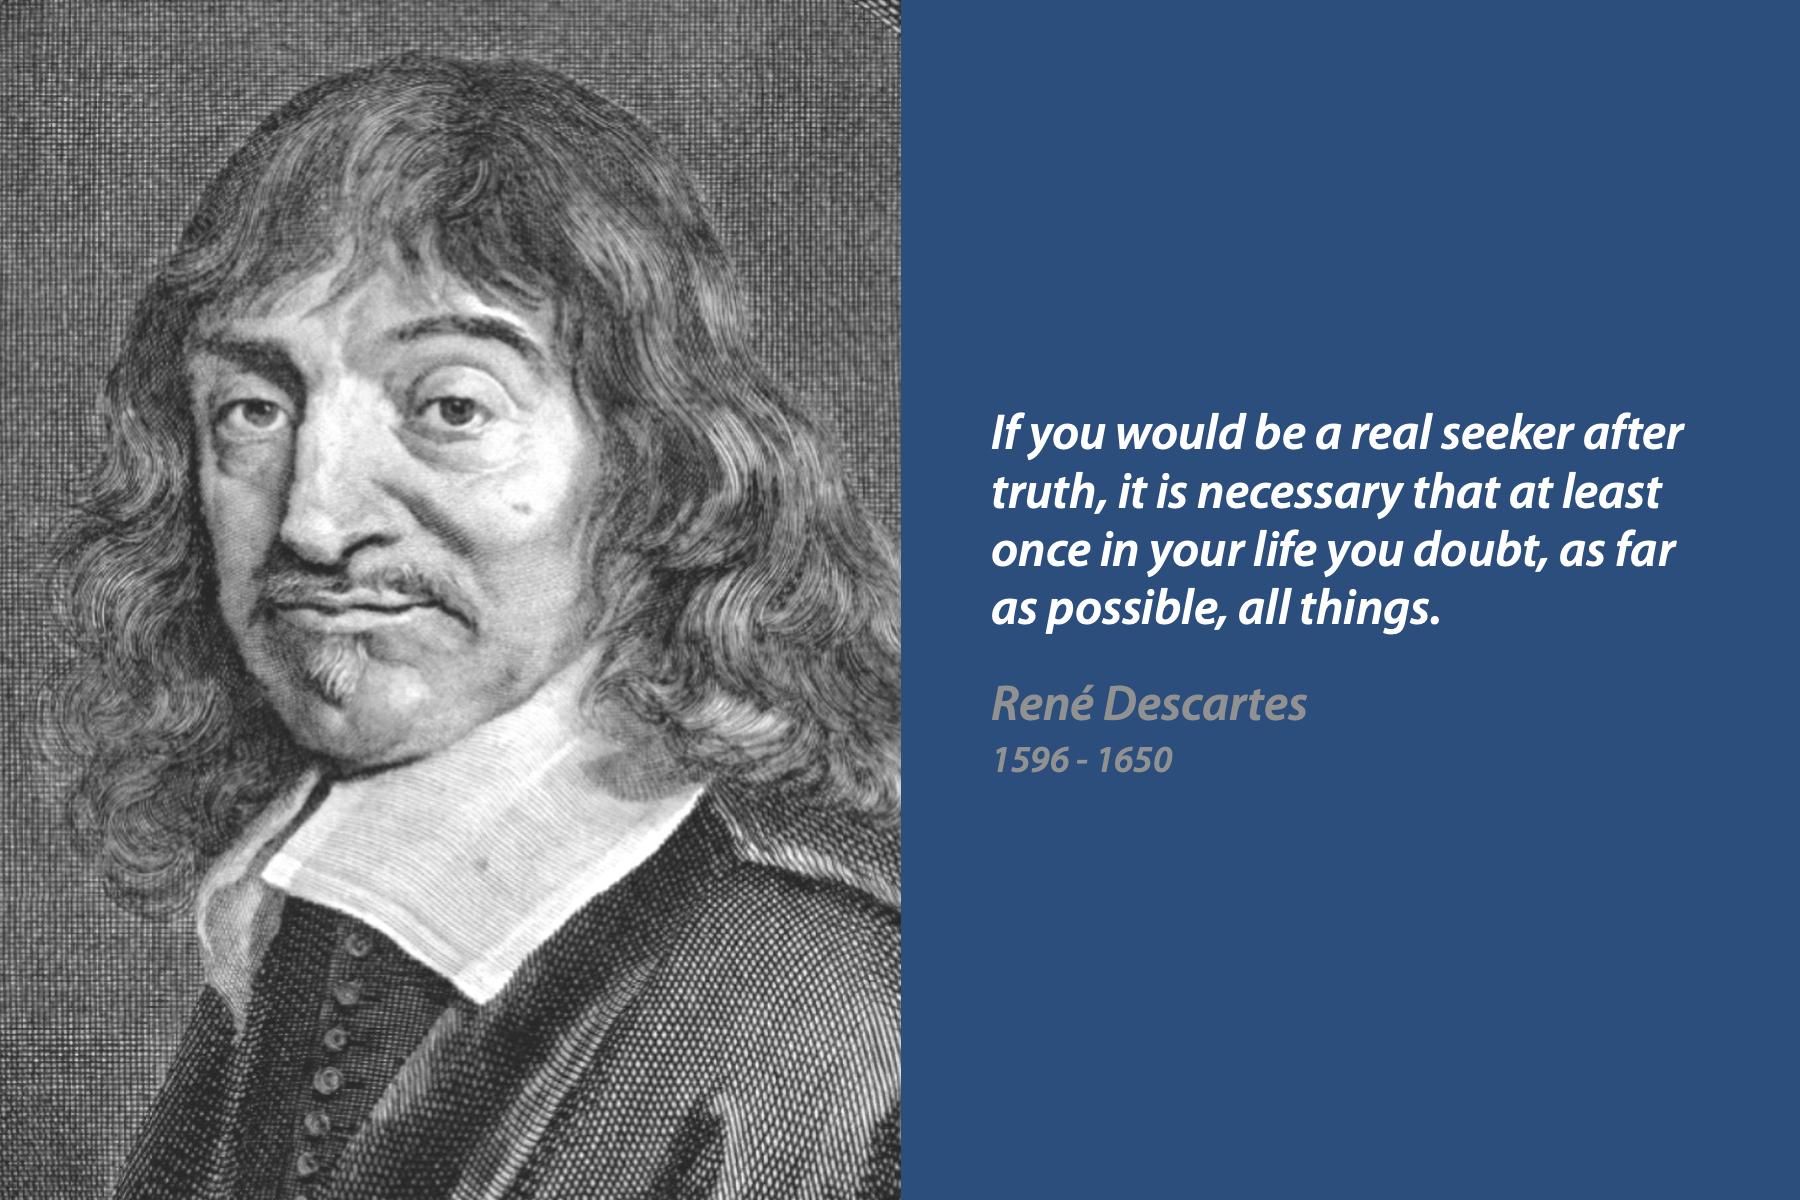 If you would be a real seeker after
truth, it is necessary that at least
once in your life you doubt, as far
as possible, all things.
René Descartes
1596 - 1650